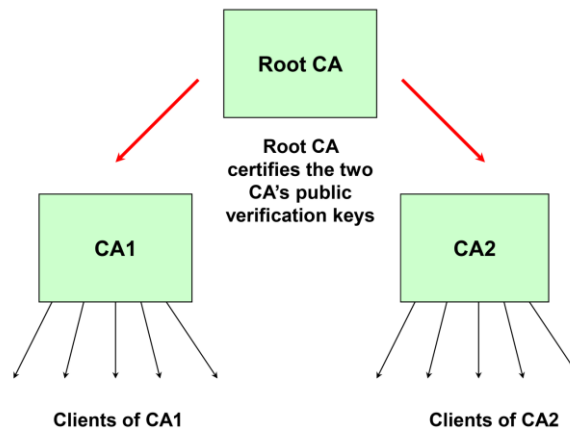 Root CA
Root CA
certifies the two
CA's public
verification keys
CA1
CA2
Clients of CA1
Clients of CA2